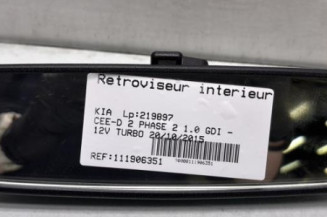 Retroviseur interieur
KIA Lp:219897
CEE-D 2 PHASE 2 1.0 GDI -
12V TURBO 20/10/2015
REF:111906351